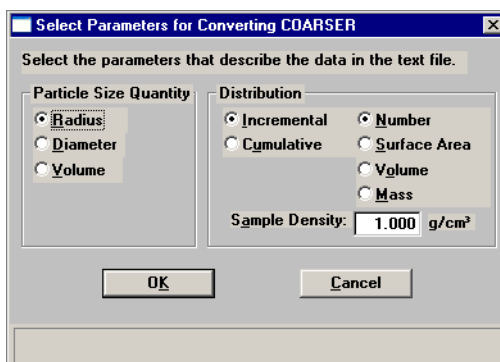 Select Parameters for Converting COARSER
Select the parameters that describe the data in the text file.
Particle Size Quantity
Radius
Diameter
Volume
Distribution
Incremental
Cumulative
Number
Surface Area
Volume
Mass
Sample Density: 1.000 g/cm³
OK
Cancel